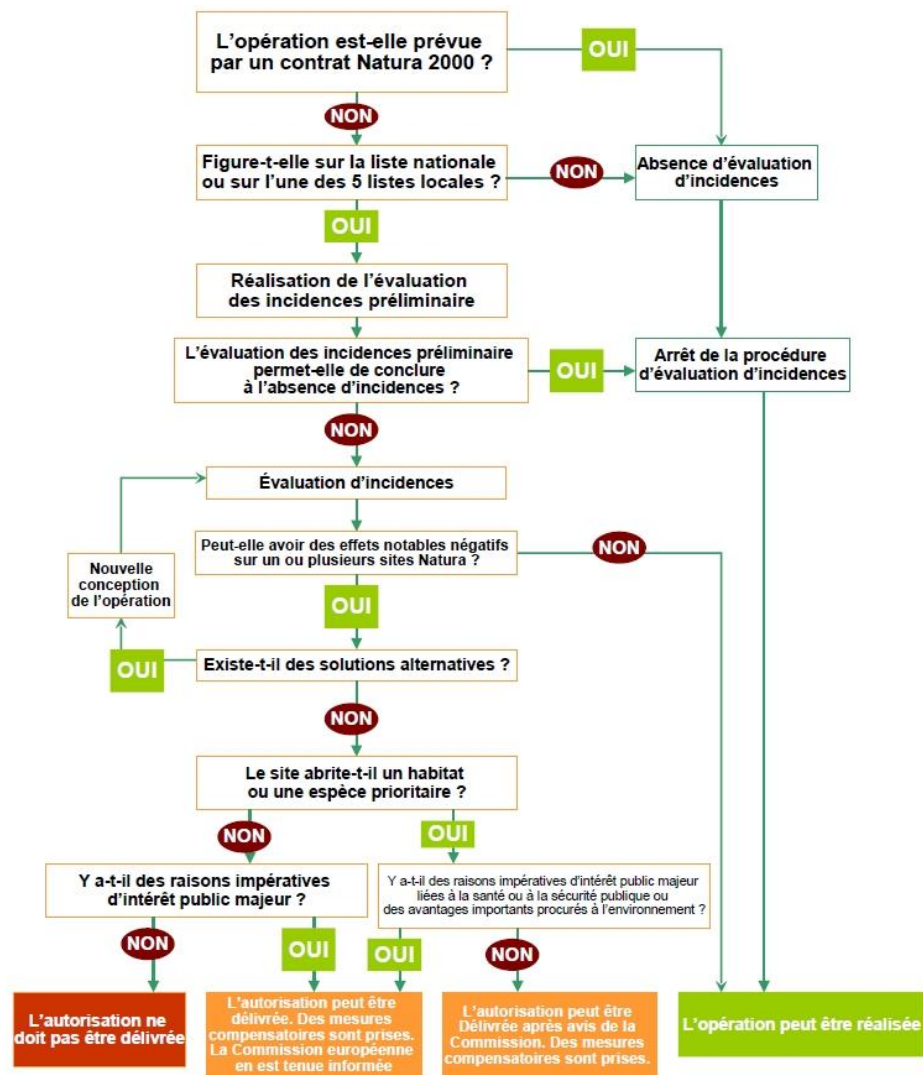 L'opération est-elle prévue
par un contrat Natura 2000 ?
OUI
NON
Figure-t-elle sur la liste nationale
ou sur l'une des 5 listes locales ?
NON
Absence d'évaluation
d'incidences
OUI
Réalisation de l'évaluation
des incidences préliminaire
L'évaluation des incidences préliminaire
permet-elle de conclure
à l'absence d'incidences ?
OUI
Arrêt de la procédure
d'évaluation d'incidences
NON
Évaluation d'incidences
Peut-elle avoir des effets notables négatifs
sur un ou plusieurs sites Natura ?
NON
Nouvelle
conception
de l'opération
OUI
OUI
Existe-t-il des solutions alternatives ?
NON
Le site abrite-t-il un habitat
ou une espèce prioritaire ?
NON
OUI
Y a-t-il des raisons impératives
d'intérêt public majeur ?
Y a-t-il des raisons impératives d'intérêt public majeur
liées à la santé ou à la sécurité publique ou
des avantages importants procurés à l'environnement ?
NON
OUI
OUI
NON
L'autorisation ne
doit pas être délivrée
L'autorisation peut être
délivrée. Des mesures
compensatoires sont prises.
La Commission européenne
en est tenue informée
L'autorisation peut être
Délivrée après avis de la
Commission. Des mesures
compensatoires sont prises.
L'opération peut être réalisée